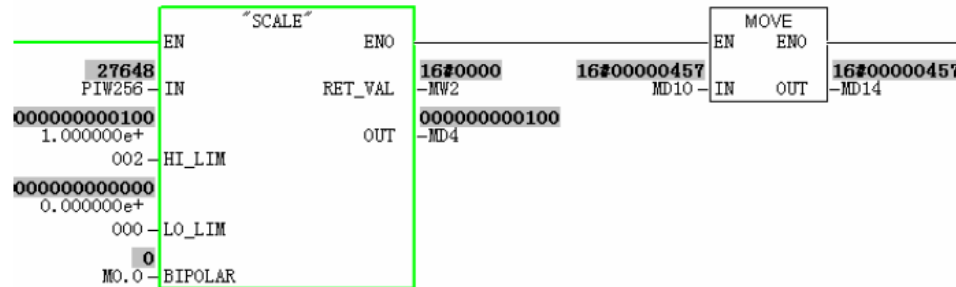 "SCALE"
MOVE
EN ENO
EN ENO
27648
16#0000
16#00000457
16#00000457
PIW256 IN RET_VAL MW2
MD10 IN OUT MD14
000000000100
000000000100
1.000000e+
OUT MD4
002 HI_LIM
000000000000
0.000000e+
000 LO_LIM
0
M0.0 BIPOLAR